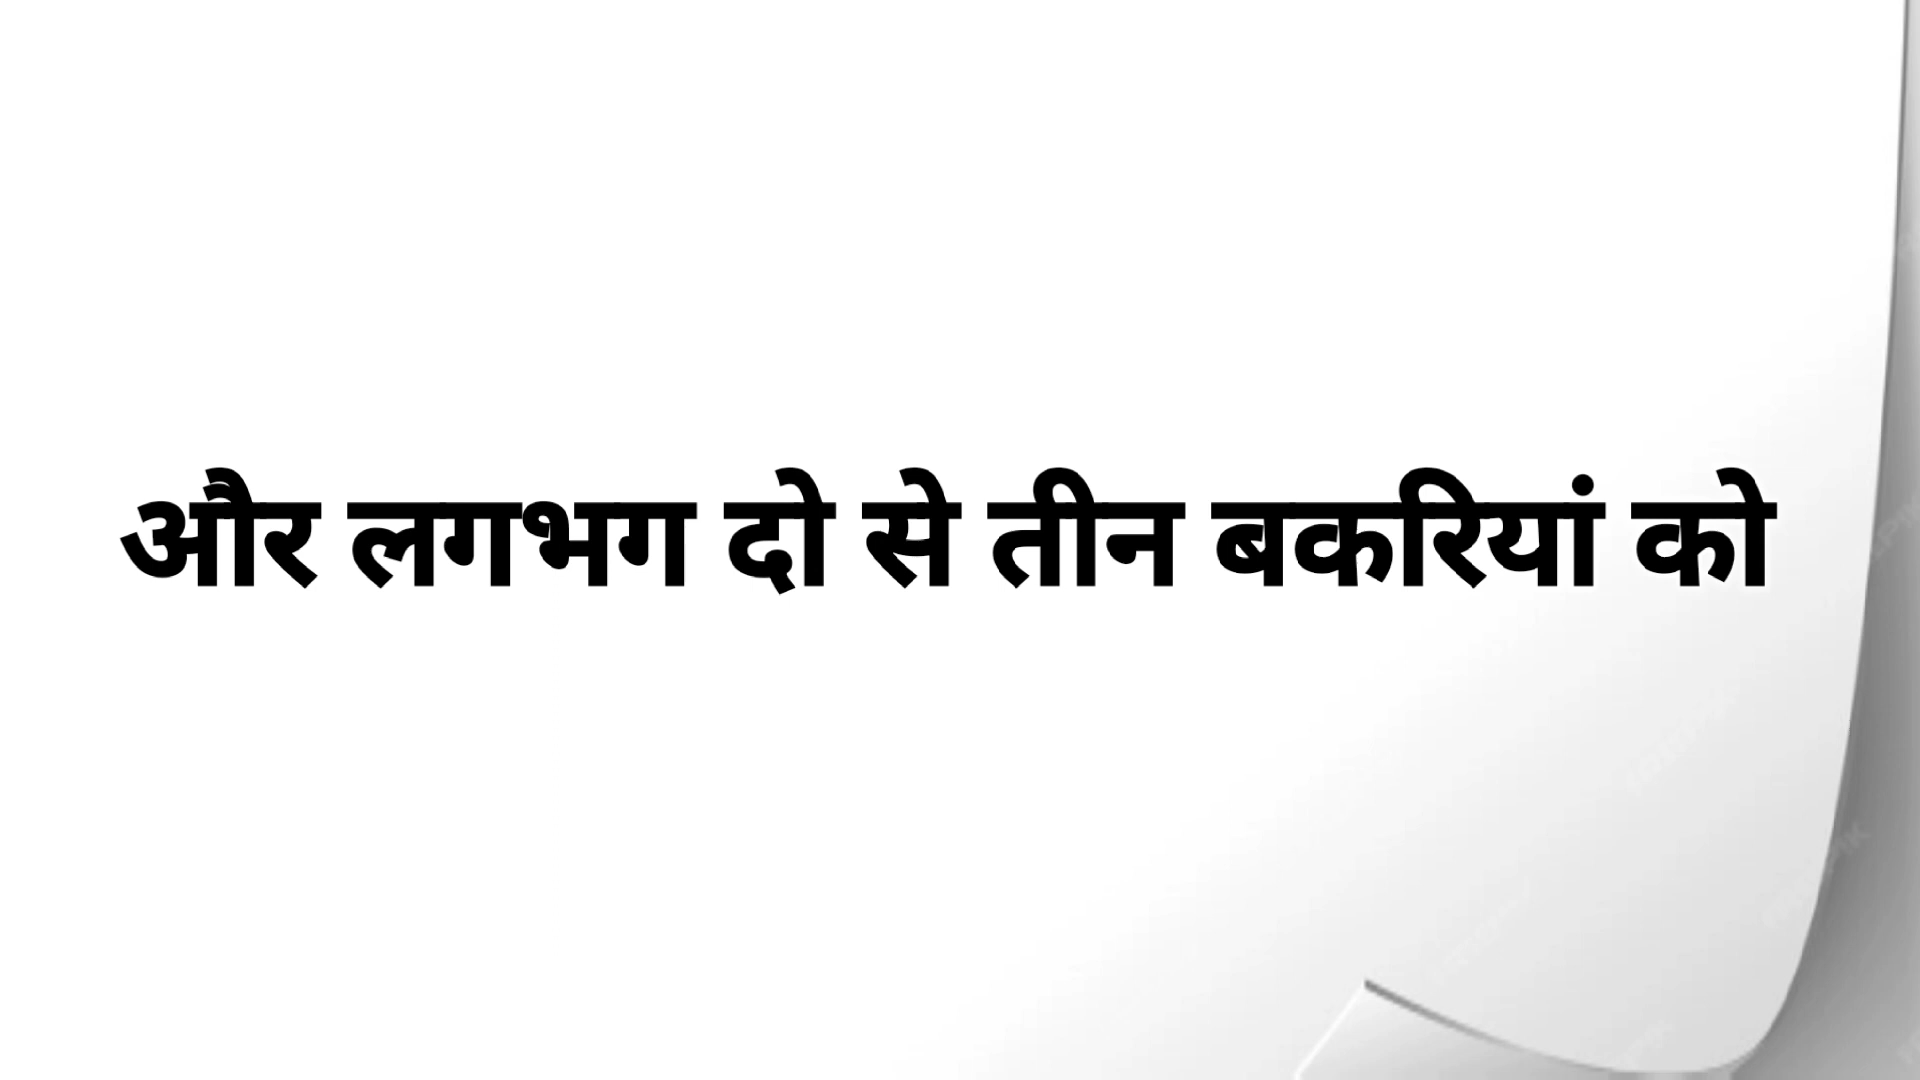 और लगभग दो से तीन बकरियां को